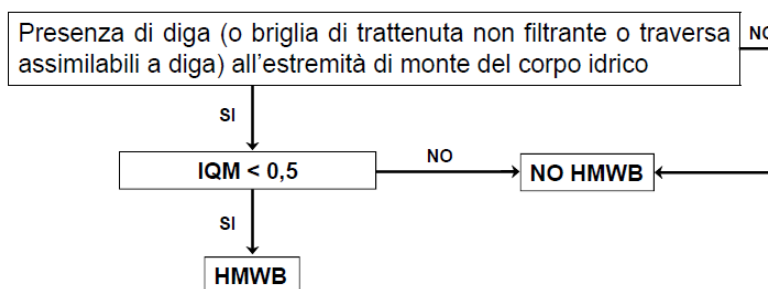 Presenza di diga (o briglia di trattenuta non filtrante o traversa
assimilabili a diga) all'estremità di monte del corpo idrico
NO
SI
IQM < 0,5
NO
NO HMWB
SI
HMWB